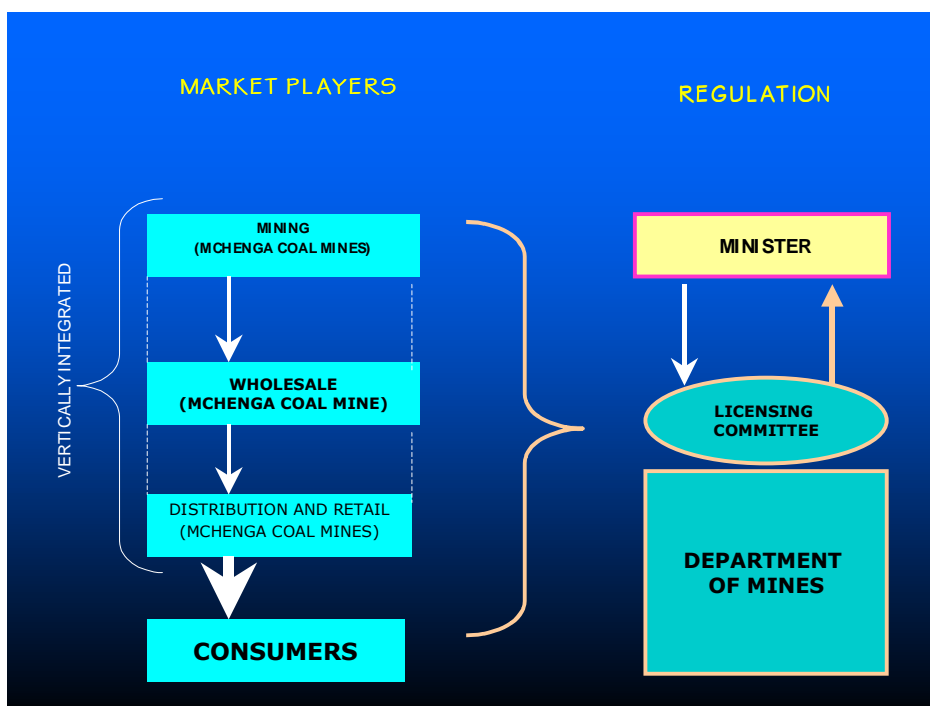 MARKET PLAYERS
REGULATION
VERTICALLY INTEGRATED
MINING
(MCHENGA COAL MINES)
WHOLESALE
(MCHENGA COAL MINE)
DISTRIBUTION AND RETAIL
(MCHENGA COAL MINES)
CONSUMERS
MINISTER
LICENSING
COMMITTEE
DEPARTMENT
OF MINES